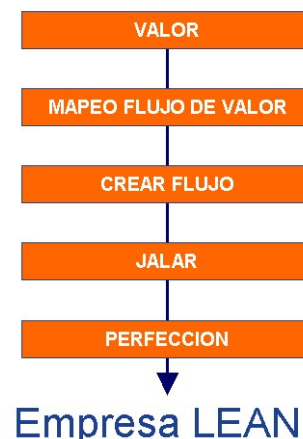 VALOR
MAPEO FLUJO DE VALOR
CREAR FLUJO
JALAR
PERFECCION
Empresa LEAN